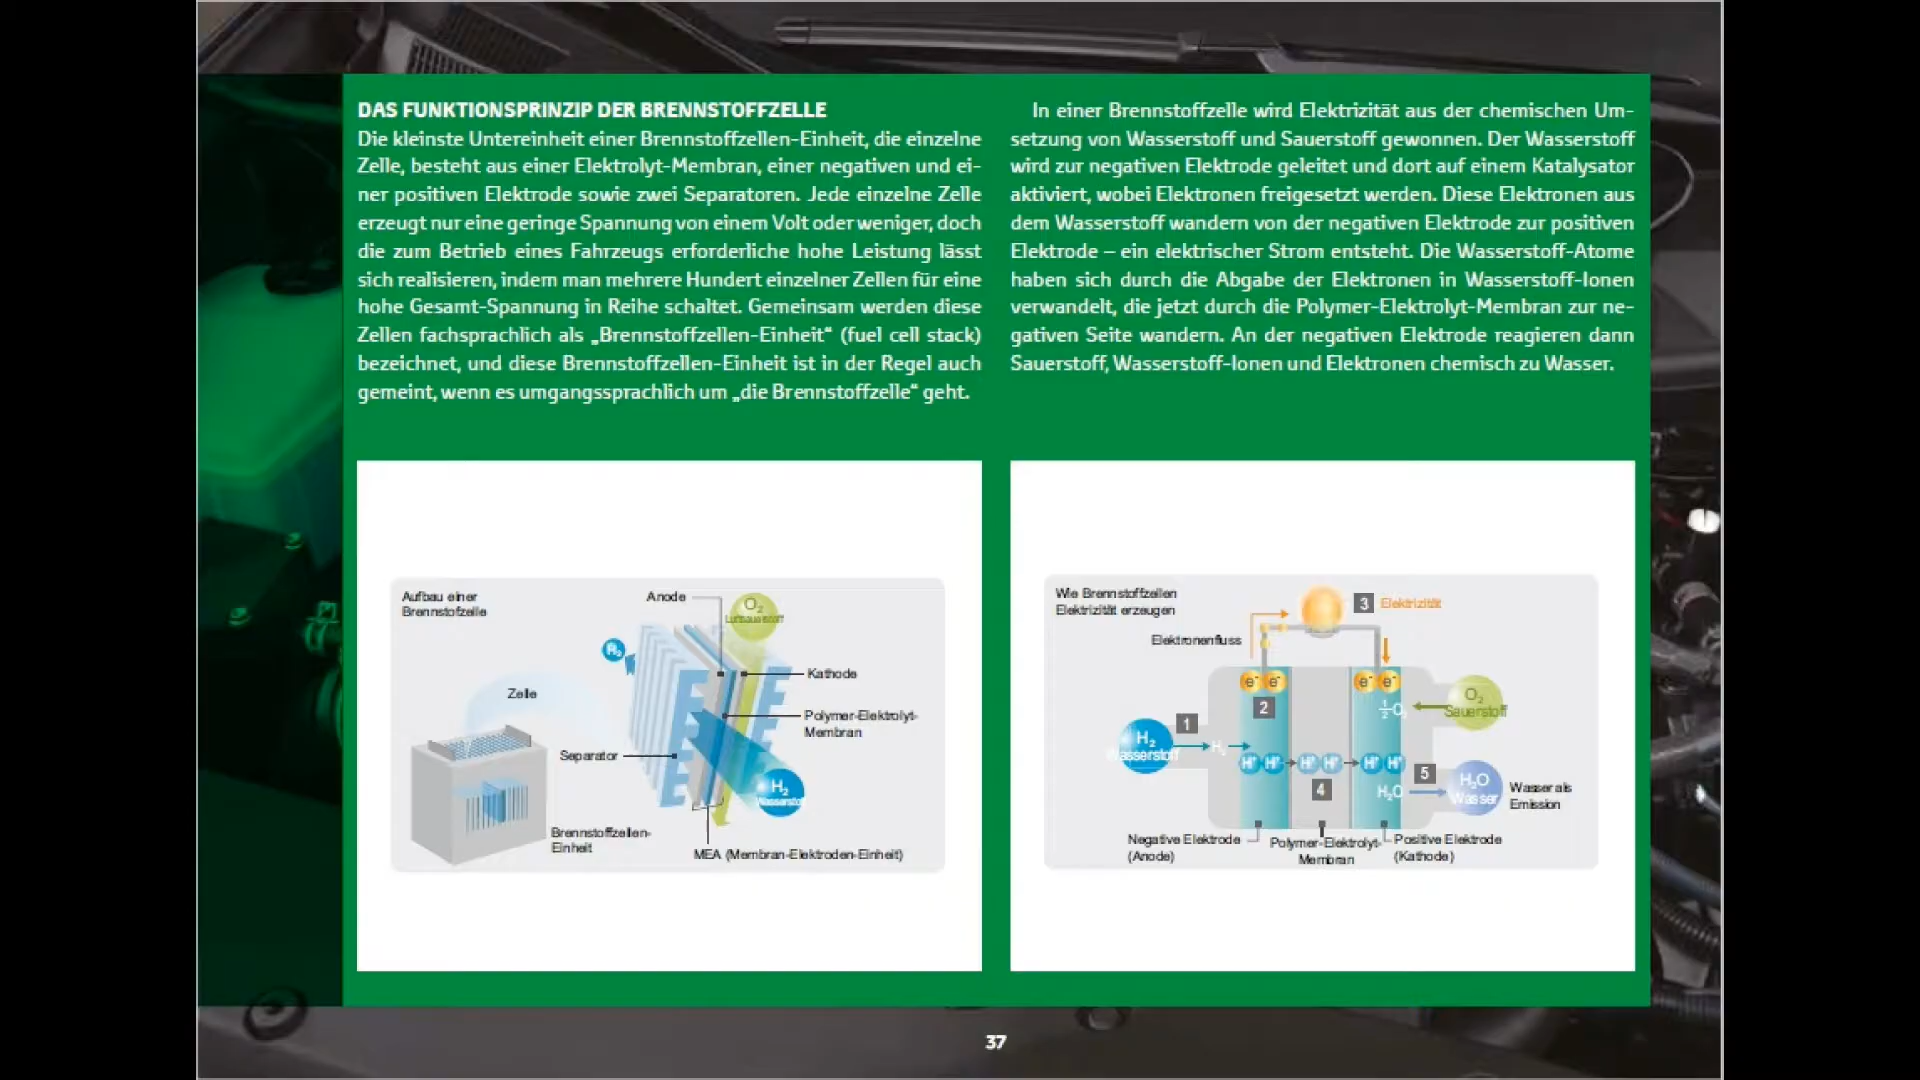 DAS FUNKTIONSPRINZIP DER BRENNSTOFFZELLE
Die kleinste Untereinheit einer Brennstoffzellen-Einheit, die einzelne
Zelle, besteht aus einer Elektrolyt-Membran, einer negativen und ei-
ner positiven Elektrode sowie zwei Separatoren. Jede einzelne Zelle
erzeugt nur eine geringe Spannung von einem Volt oder weniger, doch
die zum Betrieb eines Fahrzeugs erforderliche hohe Leistung lässt
sich realisieren, indem man mehrere Hundert einzelner Zellen für eine
hohe Gesamt-Spannung in Reihe schaltet. Gemeinsam werden diese
Zellen fachsprachlich als „Brennstoffzellen-Einheit“ (fuel cell stack)
bezeichnet, und diese Brennstoffzellen-Einheit ist in der Regel auch
gemeint, wenn es umgangssprachlich um „die Brennstoffzelle“ geht.
In einer Brennstoffzelle wird Elektrizität aus der chemischen Um-
setzung von Wasserstoff und Sauerstoff gewonnen. Der Wasserstoff
wird zur negativen Elektrode geleitet und dort auf einem Katalysator
aktiviert, wobei Elektronen freigesetzt werden. Diese Elektronen aus
dem Wasserstoff wandern von der negativen Elektrode zur positiven
Elektrode – ein elektrischer Strom entsteht. Die Wasserstoff-Atome
haben sich durch die Abgabe der Elektronen in Wasserstoff-Ionen
verwandelt, die jetzt durch die Polymer-Elektrolyt-Membran zur ne-
gativen Seite wandern. An der negativen Elektrode reagieren dann
Sauerstoff, Wasserstoff-Ionen und Elektronen chemisch zu Wasser.
Aufbau einer
Brennstofzelle
Anode
O₂
Luftsauerstoff
H₂
Kathode
Zelle
Polymer-Elektrolyt-
Membran
Separator
H₂
Wasserstoff
Brennstoffzellen-
Einheit
MEA (Membran-Elektroden-Einheit)
Wie Brennstoffzellen
Elektrizität erzeugen
3 Elektrizität
Elektronenfluss
e⁻ e⁻ e⁻ e⁻
2
½O₂
O₂
Sauerstoff
1
H₂
Wasserstoff
H₂
H⁺ H⁺ H⁺ H⁺ H⁺ H⁺
4
5
H₂O
H₂O
Wasser
Wasser als
Emission
Negative Elektrode
(Anode)
Polymer-Elektrolyt-
Membran
Positive Elektrode
(Kathode)
37